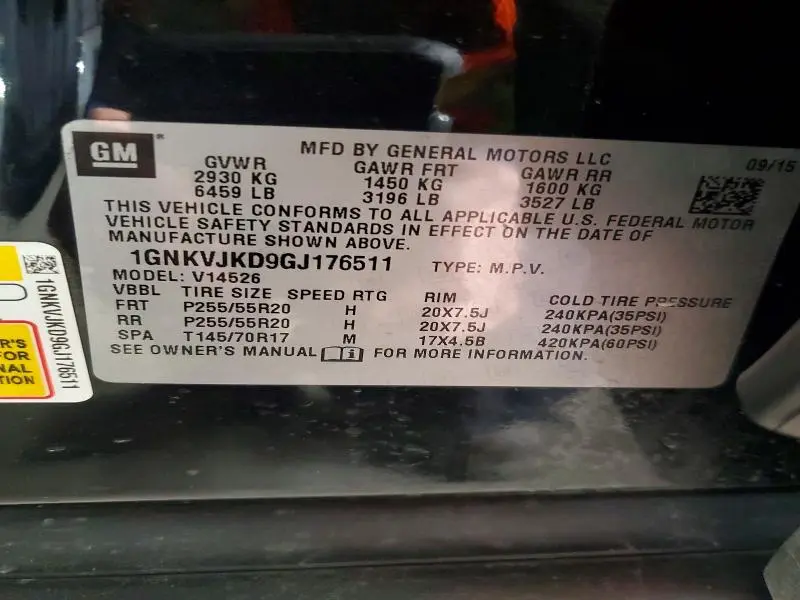 GM
MFD BY GENERAL MOTORS LLC
09/15
GVWR GAWR FRT GAWR RR
2930 KG 1450 KG 1600 KG
6459 LB 3196 LB 3527 LB
THIS VEHICLE CONFORMS TO ALL APPLICABLE U.S. FEDERAL MOTOR
VEHICLE SAFETY STANDARDS IN EFFECT ON THE DATE OF
MANUFACTURE SHOWN ABOVE.
1GNKVJKD9GJ176511 TYPE: M.P.V.
MODEL: V14526
VBBL TIRE SIZE SPEED RTG RIM COLD TIRE PRESSURE
FRT P255/55R20 H 20X7.5J 240KPA(35PSI)
RR P255/55R20 H 20X7.5J 240KPA(35PSI)
SPA T145/70R17 M 17X4.5B 420KPA(60PSI)
SEE OWNER'S MANUAL i FOR MORE INFORMATION.
1GNKVJKD9GJ176511
R'S
FOR
NAL
TION